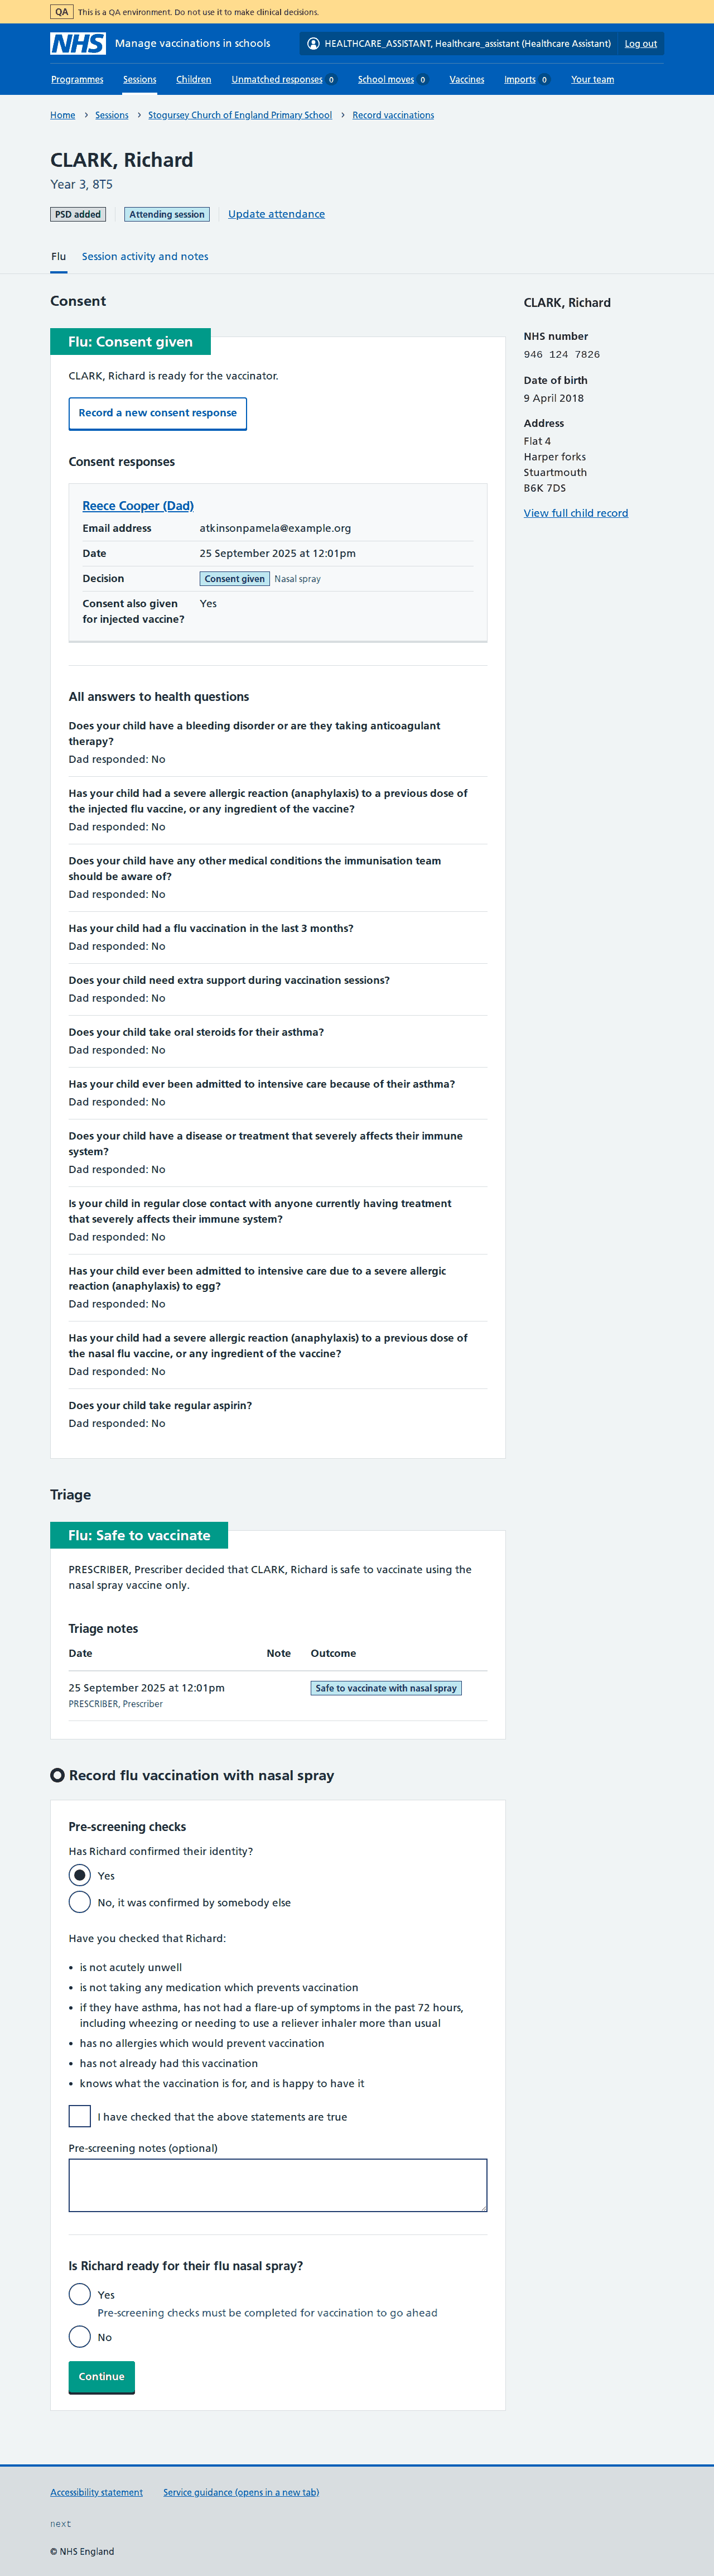 QA This is a QA environment. Do not use it to make clinical decisions.
NHS Manage vaccinations in schools HEALTHCARE_ASSISTANT, Healthcare_assistant (Healthcare Assistant) Log out
Programmes Sessions Children Unmatched responses 0 School moves 0 Vaccines Imports 0 Your team
Home Sessions Stogursey Church of England Primary School Record vaccinations
CLARK, Richard
Year 3, 8T5
PSD added Attending session Update attendance
Flu Session activity and notes
Consent
Flu: Consent given
CLARK, Richard is ready for the vaccinator.
Record a new consent response
Consent responses
Reece Cooper (Dad)
Email address atkinsonpamela@example.org
Date 25 September 2025 at 12:01pm
Decision Consent given Nasal spray
Consent also given Yes
for injected vaccine?
All answers to health questions
Does your child have a bleeding disorder or are they taking anticoagulant
therapy?
Dad responded: No
Has your child had a severe allergic reaction (anaphylaxis) to a previous dose of
the injected flu vaccine, or any ingredient of the vaccine?
Dad responded: No
Does your child have any other medical conditions the immunisation team
should be aware of?
Dad responded: No
Has your child had a flu vaccination in the last 3 months?
Dad responded: No
Does your child need extra support during vaccination sessions?
Dad responded: No
Does your child take oral steroids for their asthma?
Dad responded: No
Has your child ever been admitted to intensive care because of their asthma?
Dad responded: No
Does your child have a disease or treatment that severely affects their immune
system?
Dad responded: No
Is your child in regular close contact with anyone currently having treatment
that severely affects their immune system?
Dad responded: No
Has your child ever been admitted to intensive care due to a severe allergic
reaction (anaphylaxis) to egg?
Dad responded: No
Has your child had a severe allergic reaction (anaphylaxis) to a previous dose of
the nasal flu vaccine, or any ingredient of the vaccine?
Dad responded: No
Does your child take regular aspirin?
Dad responded: No
Triage
Flu: Safe to vaccinate
PRESCRIBER, Prescriber decided that CLARK, Richard is safe to vaccinate using the
nasal spray vaccine only.
Triage notes
Date Note Outcome
25 September 2025 at 12:01pm Safe to vaccinate with nasal spray
PRESCRIBER, Prescriber
Record flu vaccination with nasal spray
Pre-screening checks
Has Richard confirmed their identity?
Yes
No, it was confirmed by somebody else
Have you checked that Richard:
• is not acutely unwell
• is not taking any medication which prevents vaccination
• if they have asthma, has not had a flare-up of symptoms in the past 72 hours,
including wheezing or needing to use a reliever inhaler more than usual
• has no allergies which would prevent vaccination
• has not already had this vaccination
• knows what the vaccination is for, and is happy to have it
I have checked that the above statements are true
Pre-screening notes (optional)
Is Richard ready for their flu nasal spray?
Yes
Pre-screening checks must be completed for vaccination to go ahead
No
Continue
CLARK, Richard
NHS number
946 124 7826
Date of birth
9 April 2018
Address
Flat 4
Harper forks
Stuartmouth
B6K 7DS
View full child record
Accessibility statement Service guidance (opens in a new tab)
next
© NHS England